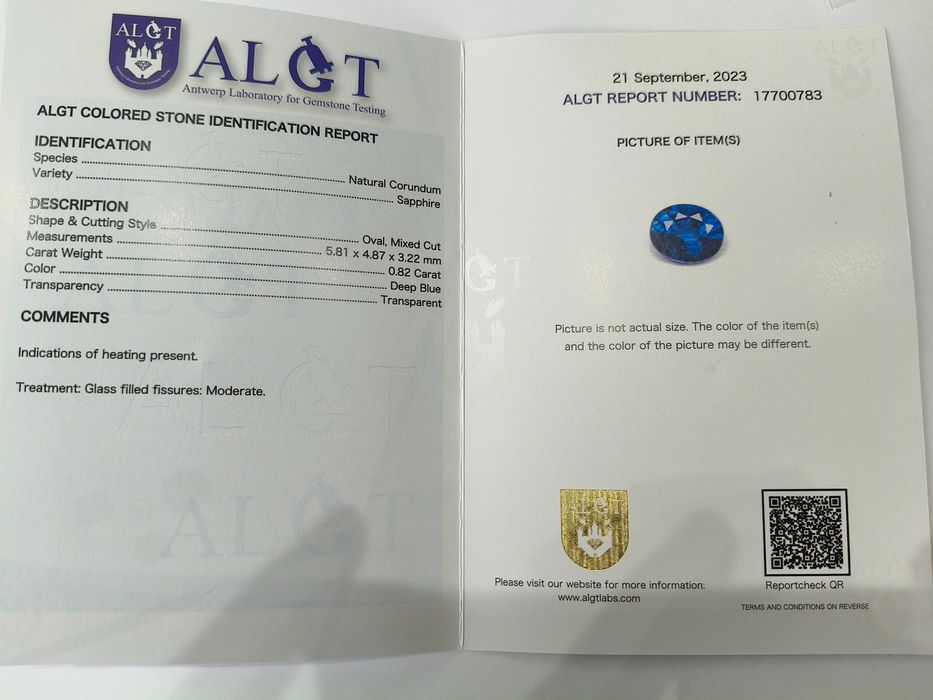 ALGT
ALGT
Antwerp Laboratory for Gemstone Testing
ALGT COLORED STONE IDENTIFICATION REPORT
IDENTIFICATION
Species ........ Natural Corundum
Variety ........ Sapphire
DESCRIPTION
Shape & Cutting Style ........ Oval, Mixed Cut
Measurements ........ 5.81 x 4.87 x 3.22 mm
Carat Weight ........ 0.82 Carat
Color ........ Deep Blue
Transparency ........ Transparent
COMMENTS
Indications of heating present.
Treatment: Glass filled fissures: Moderate.
ALGT
ALGT
ALGT
21 September, 2023
ALGT REPORT NUMBER: 17700783
PICTURE OF ITEM(S)
Picture is not actual size. The color of the item(s)
and the color of the picture may be different.
ALGT
Please visit our website for more information:
www.algtlabs.com
Reportcheck QR
TERMS AND CONDITIONS ON REVERSE